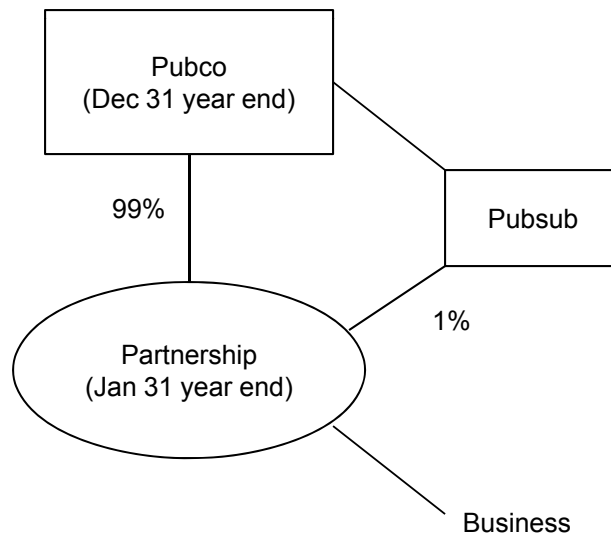 Pubco
(Dec 31 year end)
99%
Pubsub
1%
Partnership
(Jan 31 year end)
Business